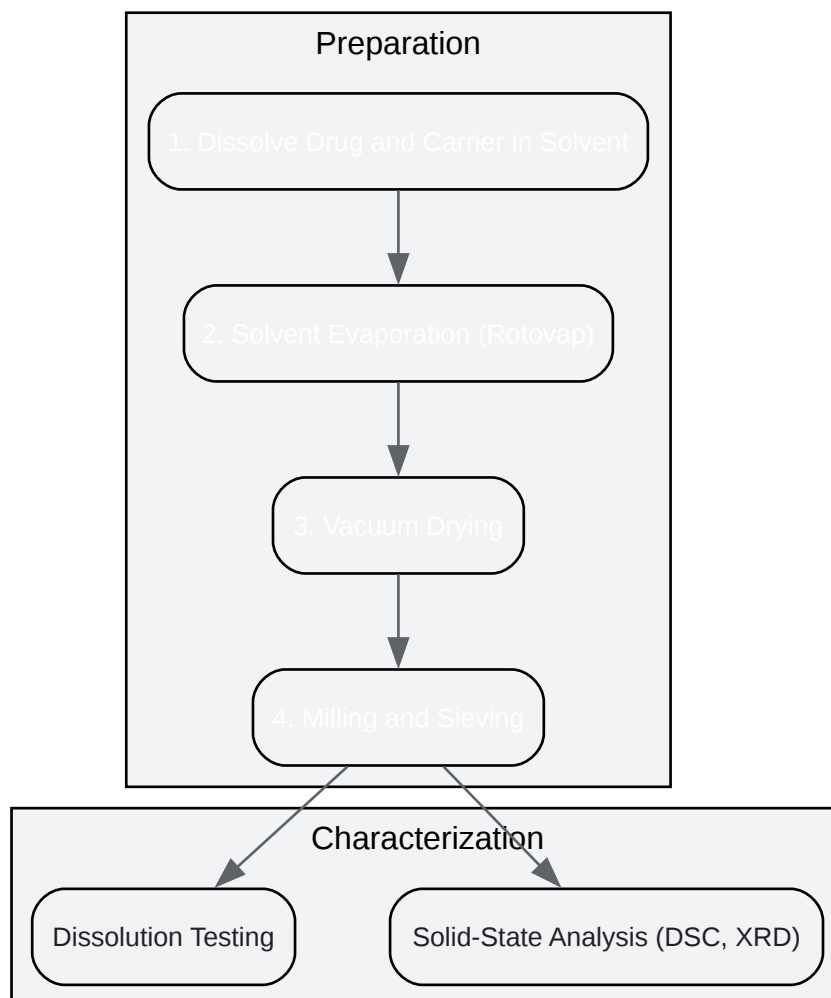 Preparation
1. Dissolve Drug and Carrier in Solvent
2. Solvent Evaporation (Rotovap)
3. Vacuum Drying
4. Milling and Sieving
Characterization
Dissolution Testing
Solid-State Analysis (DSC, XRD)